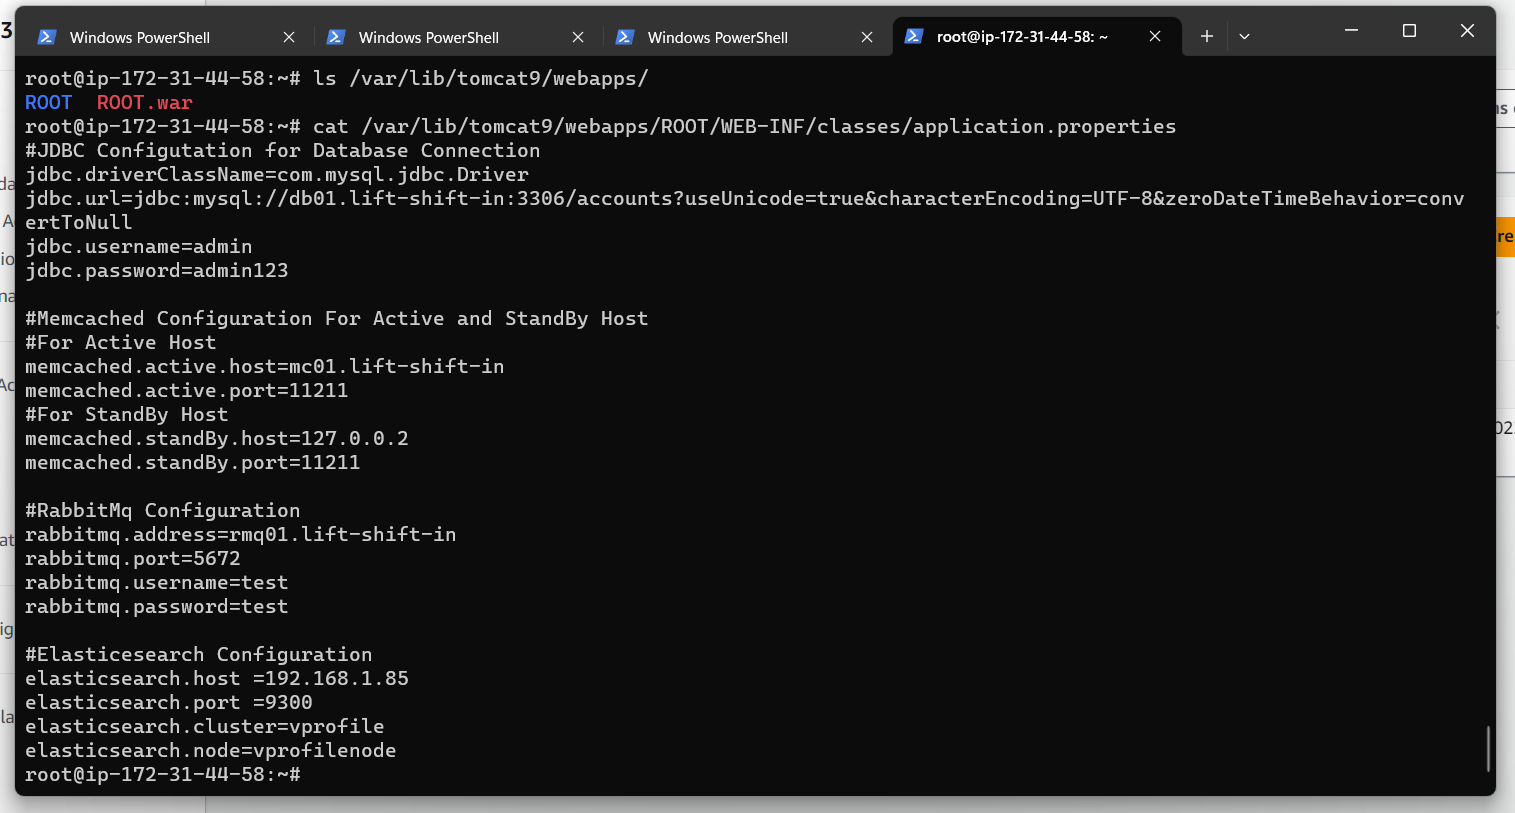 Windows PowerShell
Windows PowerShell
Windows PowerShell
root@ip-172-31-44-58: ~
root@ip-172-31-44-58:~# ls /var/lib/tomcat9/webapps/
ROOT  ROOT.war
root@ip-172-31-44-58:~# cat /var/lib/tomcat9/webapps/ROOT/WEB-INF/classes/application.properties
#JDBC Configutation for Database Connection
jdbc.driverClassName=com.mysql.jdbc.Driver
jdbc.url=jdbc:mysql://db01.lift-shift-in:3306/accounts?useUnicode=true&characterEncoding=UTF-8&zeroDateTimeBehavior=conv
ertToNull
jdbc.username=admin
jdbc.password=admin123
#Memcached Configuration For Active and StandBy Host
#For Active Host
memcached.active.host=mc01.lift-shift-in
memcached.active.port=11211
#For StandBy Host
memcached.standBy.host=127.0.0.2
memcached.standBy.port=11211
#RabbitMq Configuration
rabbitmq.address=rmq01.lift-shift-in
rabbitmq.port=5672
rabbitmq.username=test
rabbitmq.password=test
#Elasticesearch Configuration
elasticsearch.host =192.168.1.85
elasticsearch.port =9300
elasticsearch.cluster=vprofile
elasticsearch.node=vprofilenode
root@ip-172-31-44-58:~#